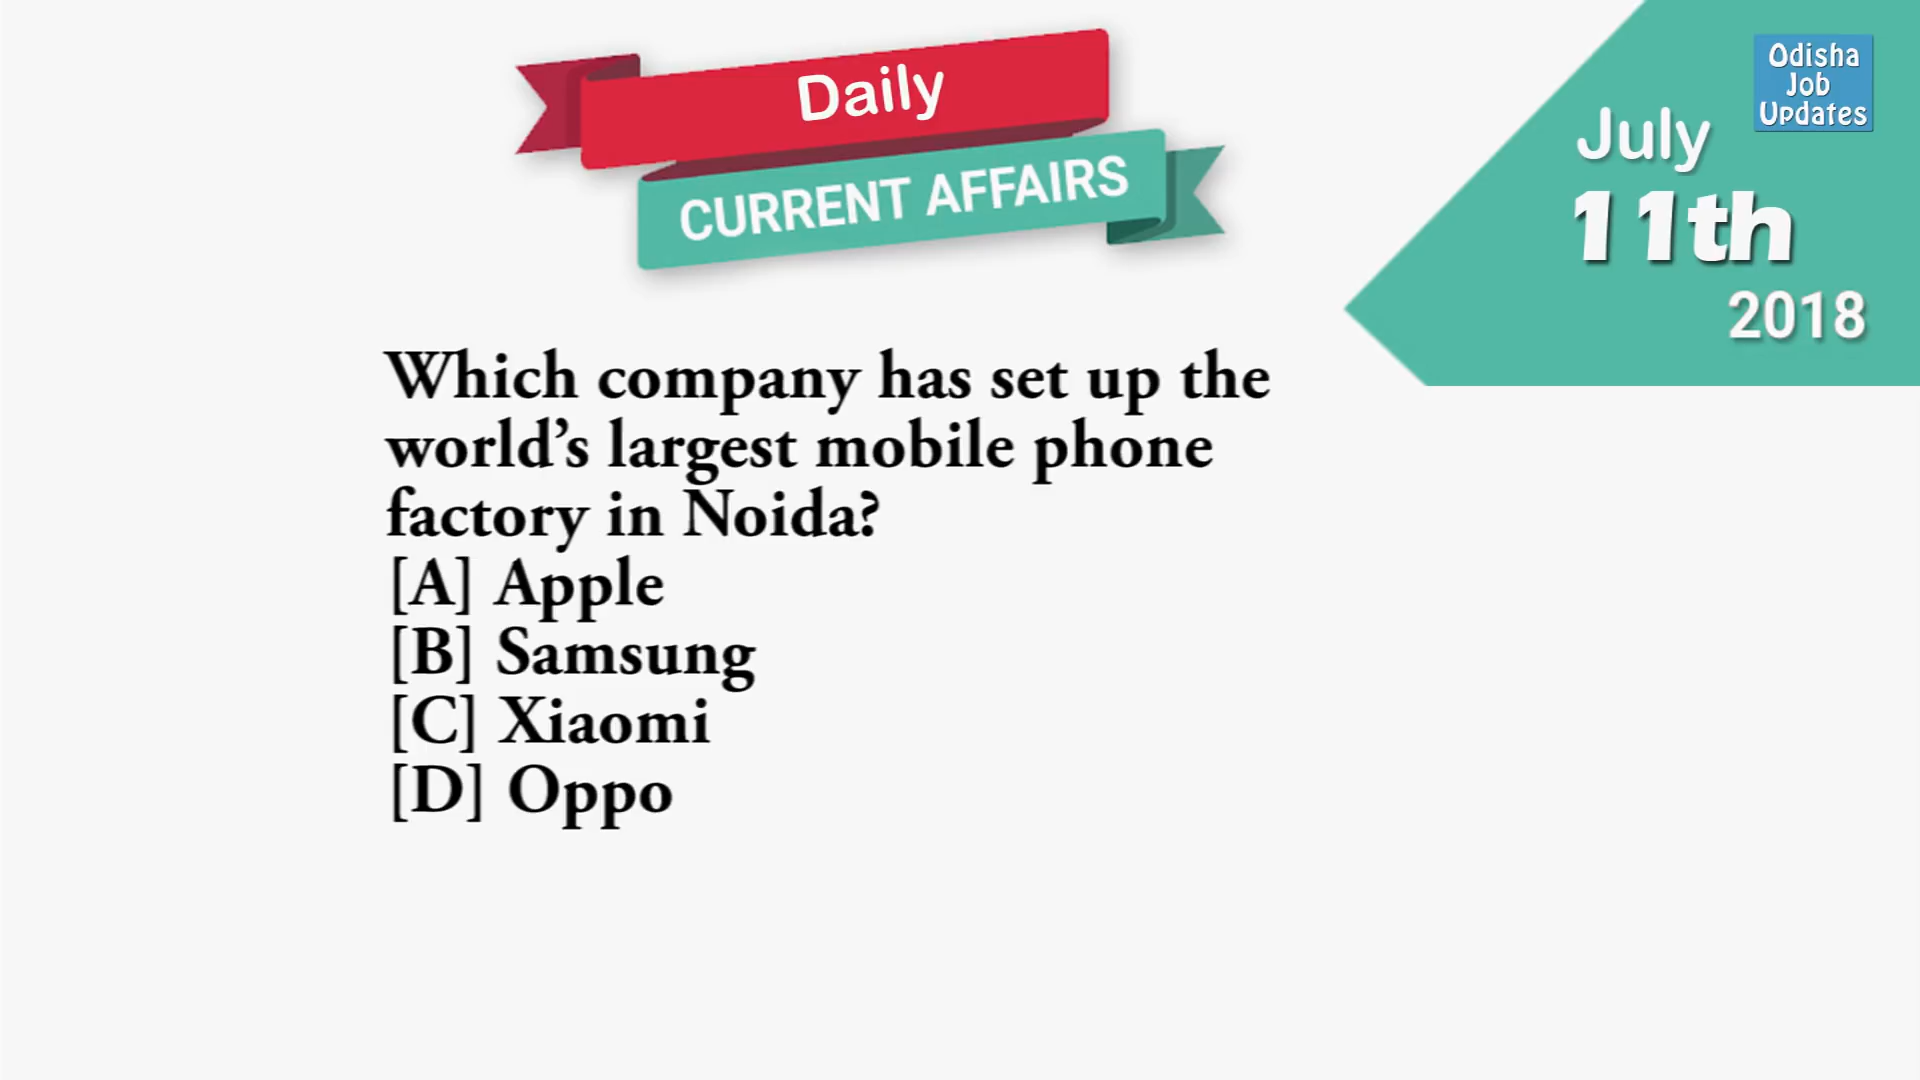 Daily
CURRENT AFFAIRS
Odisha
Job
Updates
July
11th
2018
Which company has set up the
world’s largest mobile phone
factory in Noida?
[A] Apple
[B] Samsung
[C] Xiaomi
[D] Oppo